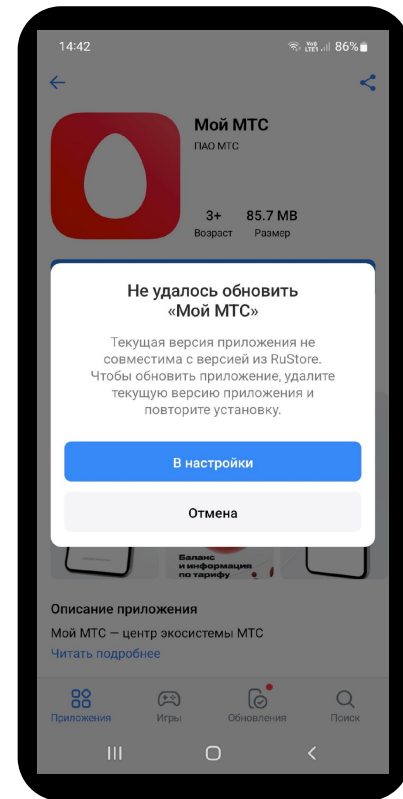 14:42
Vo))
LTE1
86%
Мой МТС
ПАО МТС
3+
85.7 MB
Возраст
Размер
Не удалось обновить
«Мой МТС»
Текущая версия приложения не
совместима с версией из RuStore.
Чтобы обновить приложение, удалите
текущую версию приложения и
повторите установку.
В настройки
Отмена
Баланс
и информация
по тарифу
Описание приложения
Мой МТС — центр экосистемы МТС
Читать подробнее
Приложения
Игры
Обновления
Поиск